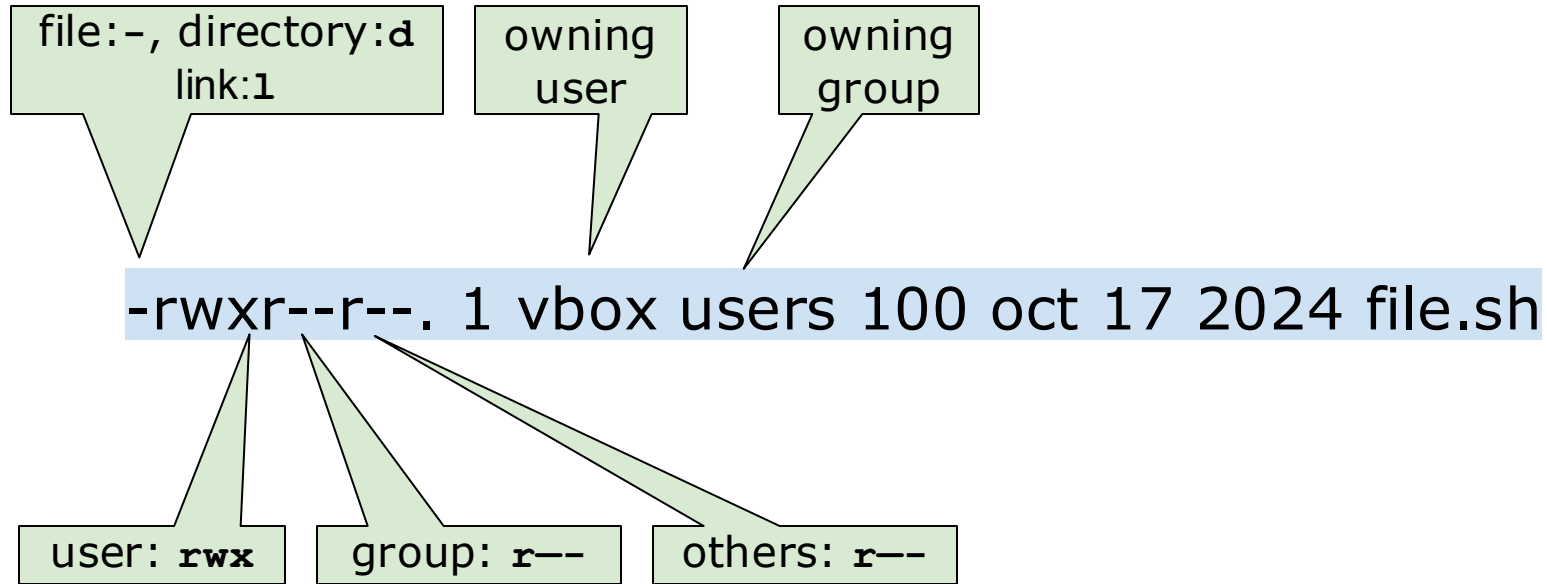 file:-, directory:d
link:l
owning
user
owning
group
-rwxr--r--. 1 vbox users 100 oct 17 2024 file.sh
user: rwx
group: r–-
others: r–-